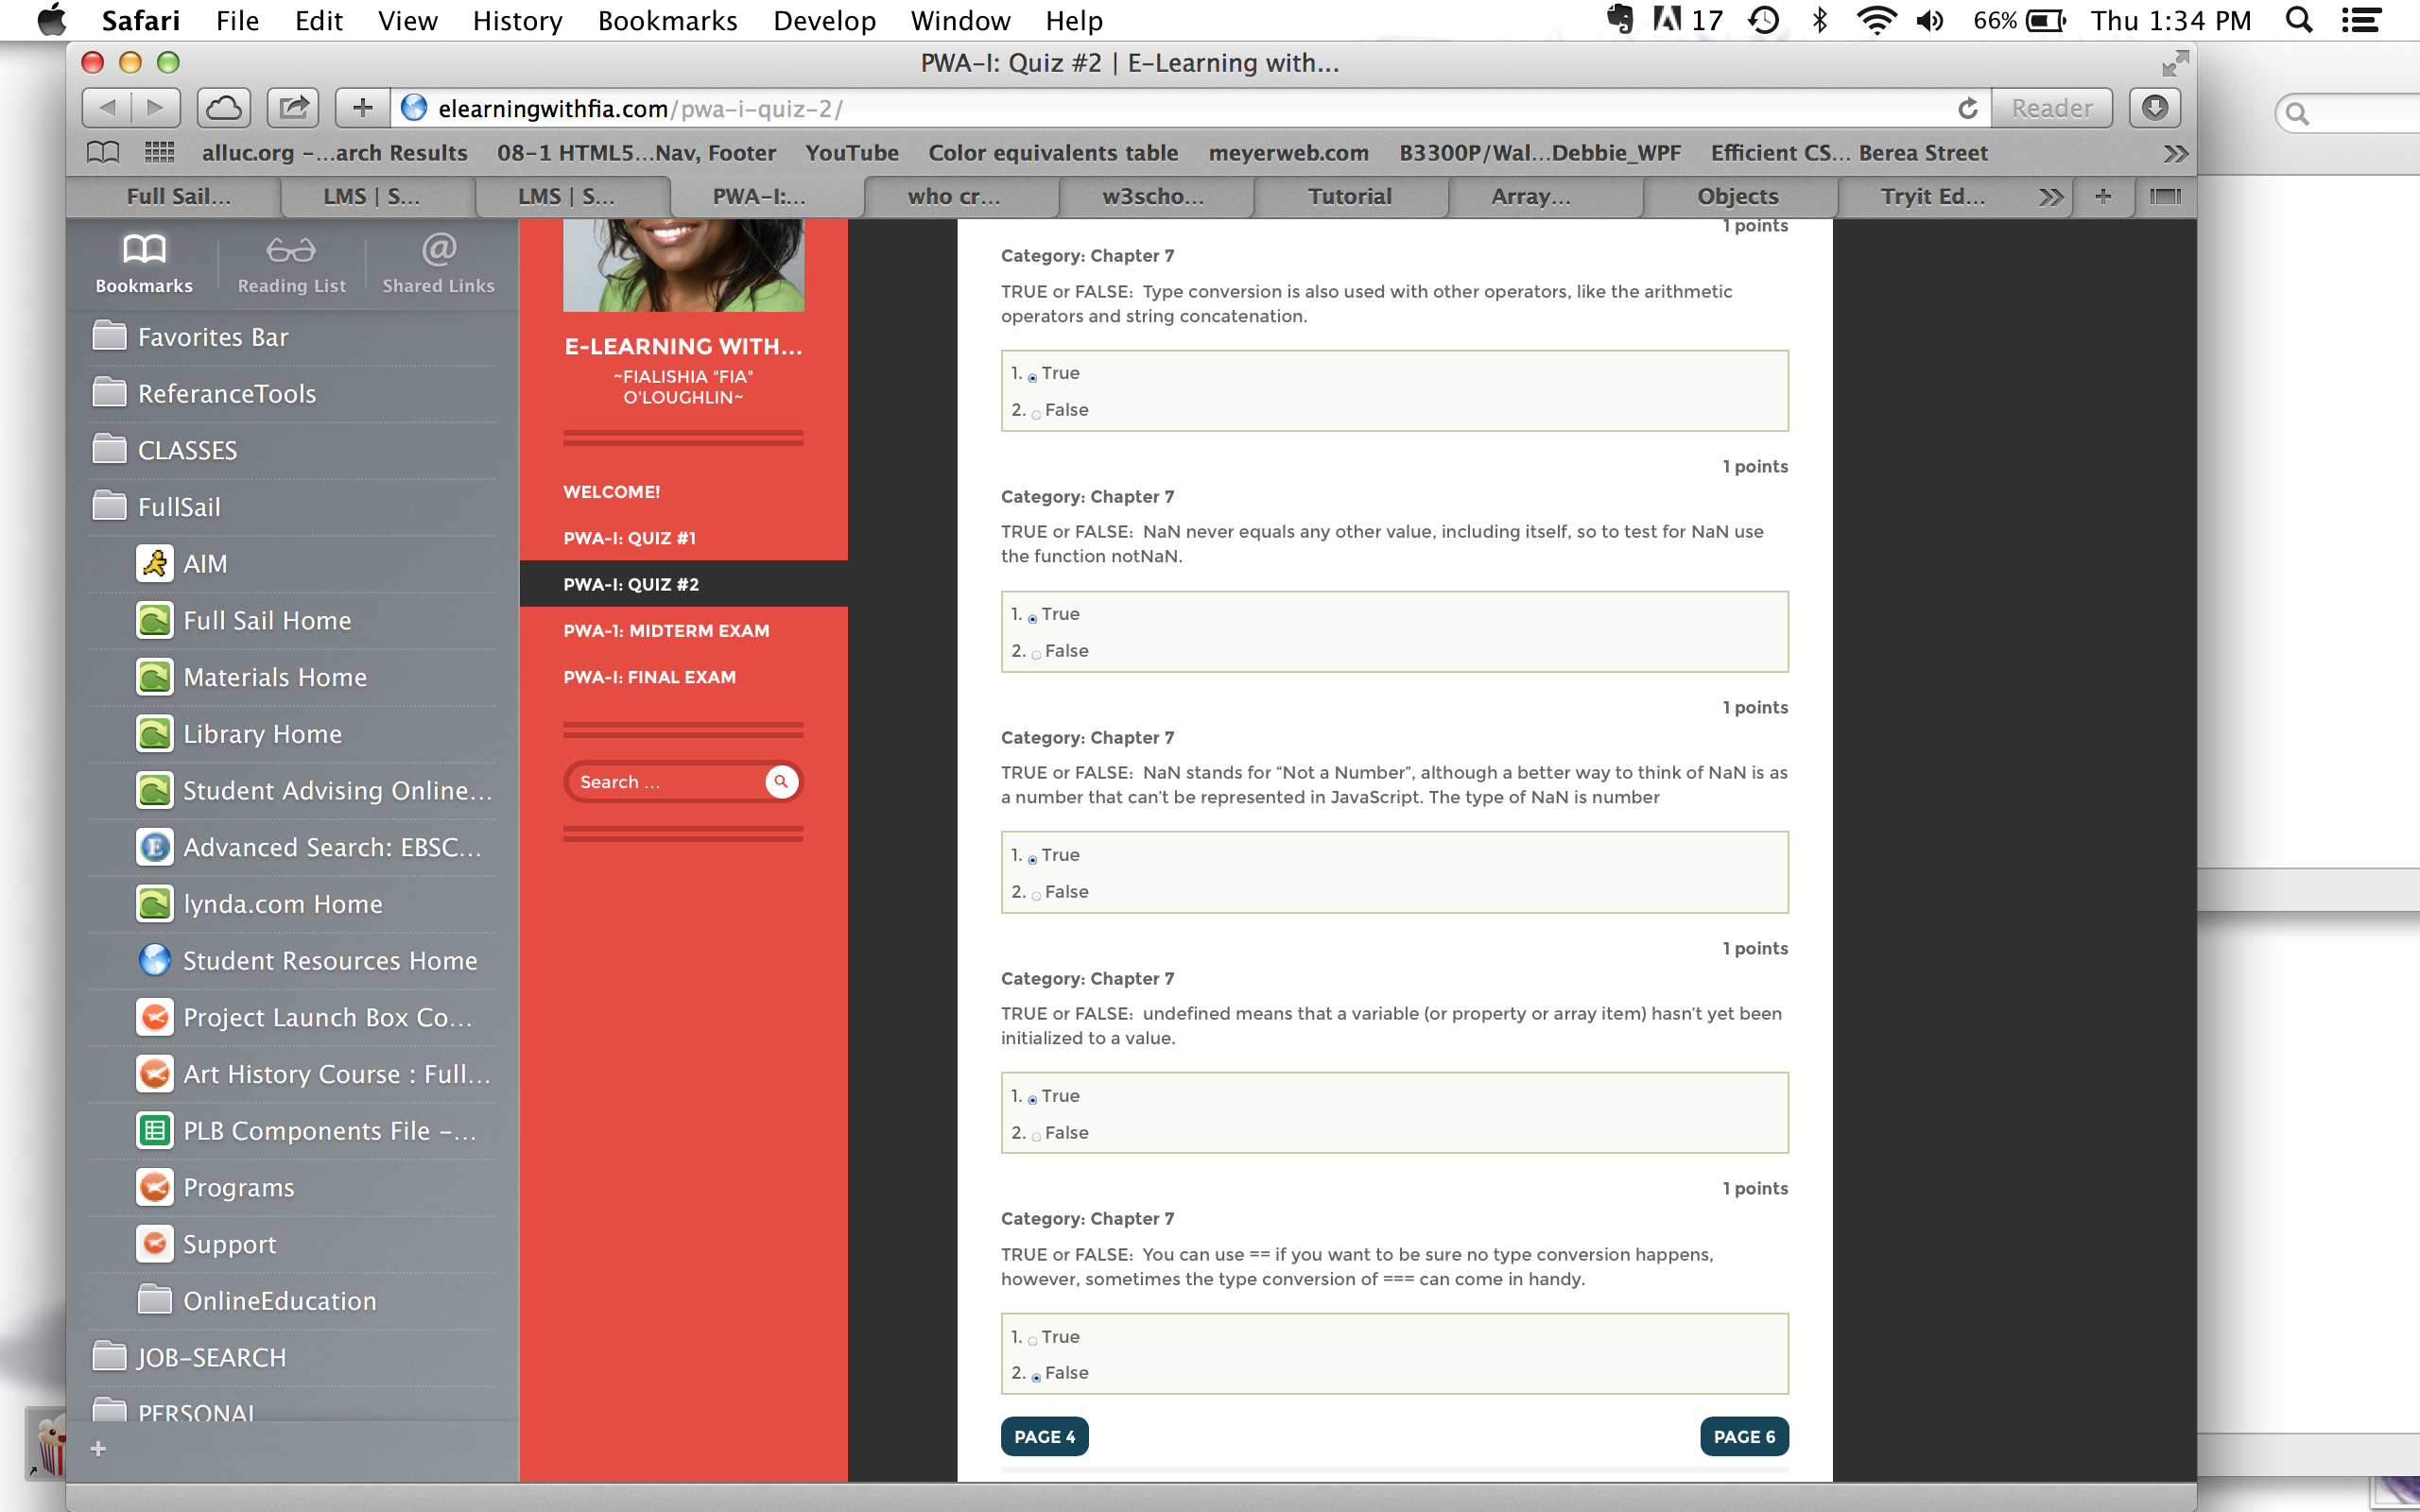 Safari File Edit View History Bookmarks Develop Window Help 17 66% Thu 1:34 PM
PWA-I: Quiz #2 | E-Learning with...
elearningwithfia.com/pwa-i-quiz-2/ Reader
alluc.org -...arch Results 08-1 HTML5...Nav, Footer YouTube Color equivalents table meyerweb.com B3300P/Wal...Debbie_WPF Efficient CS... Berea Street
Full Sail... LMS | S... LMS | S... PWA-I:... who cr... w3scho... Tutorial Array... Objects Tryit Ed...
Bookmarks Reading List Shared Links
Favorites Bar
ReferanceTools
CLASSES
FullSail
AIM
Full Sail Home
Materials Home
Library Home
Student Advising Online...
Advanced Search: EBSC...
lynda.com Home
Student Resources Home
Project Launch Box Co...
Art History Course : Full...
PLB Components File -...
Programs
Support
OnlineEducation
JOB-SEARCH
PERSONAL
E-LEARNING WITH...
~FIALISHIA "FIA"
O'LOUGHLIN~
WELCOME!
PWA-I: QUIZ #1
PWA-I: QUIZ #2
PWA-1: MIDTERM EXAM
PWA-I: FINAL EXAM
Search ...
1 points
Category: Chapter 7
TRUE or FALSE: Type conversion is also used with other operators, like the arithmetic
operators and string concatenation.
1. True
2. False
1 points
Category: Chapter 7
TRUE or FALSE: NaN never equals any other value, including itself, so to test for NaN use
the function notNaN.
1. True
2. False
1 points
Category: Chapter 7
TRUE or FALSE: NaN stands for “Not a Number”, although a better way to think of NaN is as
a number that can’t be represented in JavaScript. The type of NaN is number
1. True
2. False
1 points
Category: Chapter 7
TRUE or FALSE: undefined means that a variable (or property or array item) hasn’t yet been
initialized to a value.
1. True
2. False
1 points
Category: Chapter 7
TRUE or FALSE: You can use == if you want to be sure no type conversion happens,
however, sometimes the type conversion of === can come in handy.
1. True
2. False
PAGE 4 PAGE 6